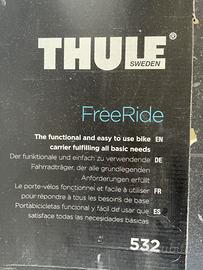 THULE®
SWEDEN
FreeRide
The functional and easy to use bike EN
carrier fulfilling all basic needs
Der funktionale und einfach zu verwendende DE
Fahrradträger, der alle grundlegenden
Anforderungen erfüllt
Le porte-vélos fonctionnel et facile à utiliser FR
pour répondre à tous les besoins de base
Portabicicletas funcional y fácil de usar que ES
satisface todas las necesidades básicas
532